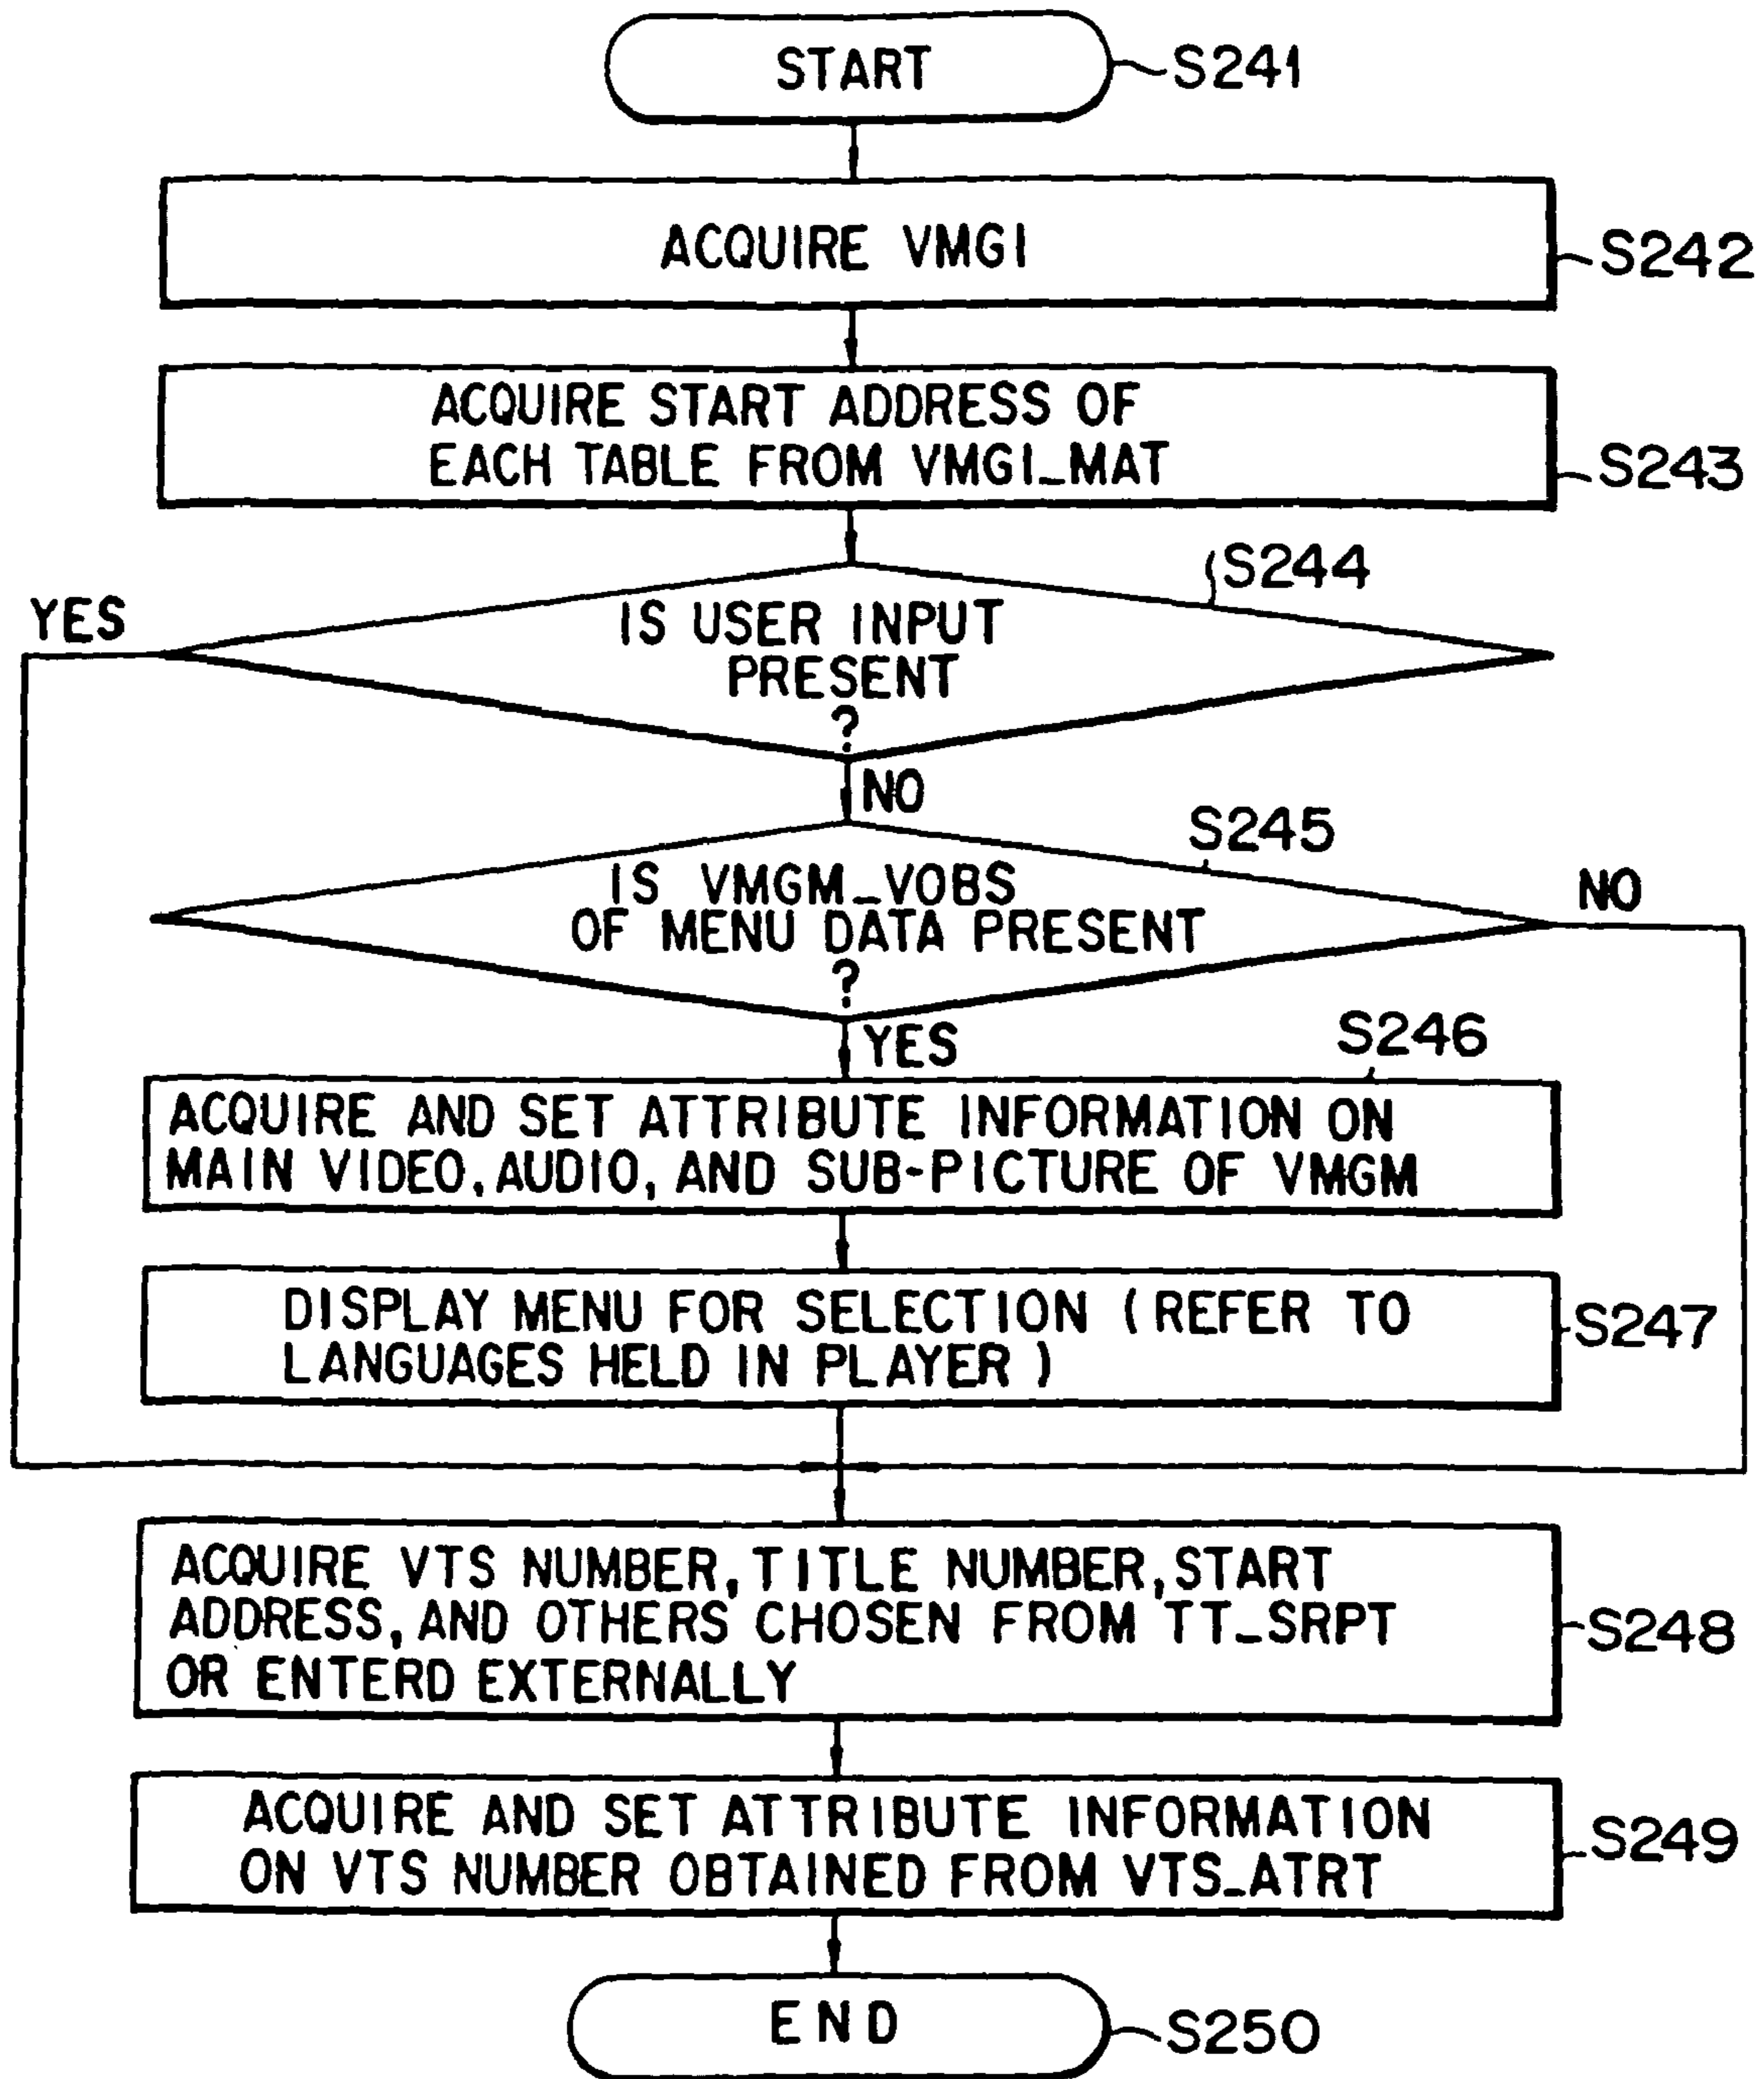 START
S241
ACQUIRE VMGI
S242
ACQUIRE START ADDRESS OF
EACH TABLE FROM VMGI_MAT
S243
S244
YES
IS USER INPUT
PRESENT
?
NO
S245
IS VMGM_VOBS
OF MENU DATA PRESENT
?
NO
YES
S246
ACQUIRE AND SET ATTRIBUTE INFORMATION ON
MAIN VIDEO, AUDIO, AND SUB-PICTURE OF VMGM
DISPLAY MENU FOR SELECTION (REFER TO
LANGUAGES HELD IN PLAYER)
S247
ACQUIRE VTS NUMBER, TITLE NUMBER, START
ADDRESS, AND OTHERS CHOSEN FROM TT_SRPT
OR ENTERD EXTERNALLY
S248
ACQUIRE AND SET ATTRIBUTE INFORMATION
ON VTS NUMBER OBTAINED FROM VTS_ATRT
S249
END
S250